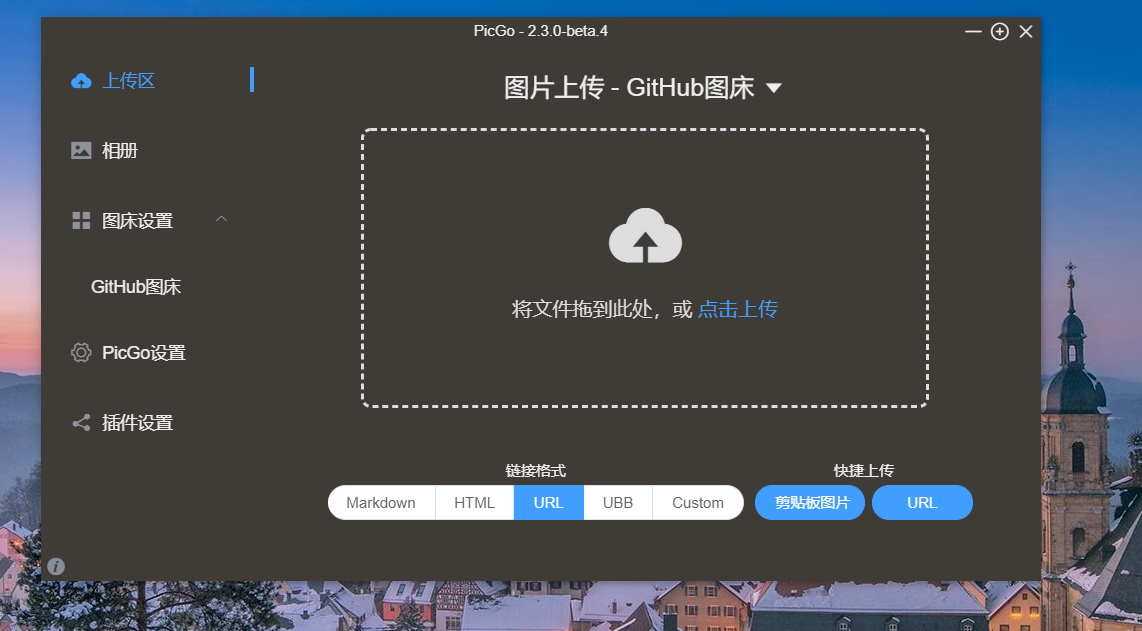 PicGo - 2.3.0-beta.4
上传区
图片上传 - GitHub图床
相册
图床设置
GitHub图床
将文件拖到此处，或 点击上传
PicGo设置
插件设置
链接格式
快捷上传
Markdown HTML URL UBB Custom 剪贴板图片 URL
i